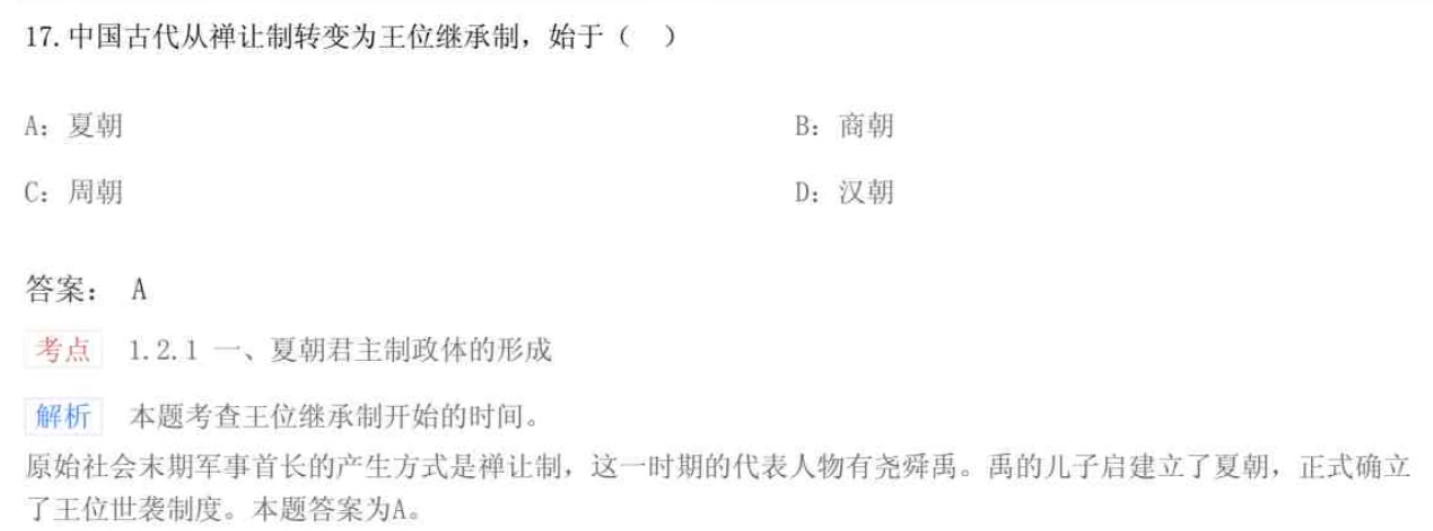 17.中国古代从禅让制转变为王位继承制，始于（ ）
A：夏朝 B：商朝
C：周朝 D：汉朝
答案： A
考点 1.2.1 一、夏朝君主制政体的形成
解析 本题考查王位继承制开始的时间。
原始社会末期军事首长的产生方式是禅让制，这一时期的代表人物有尧舜禹。禹的儿子启建立了夏朝，正式确立
了王位世袭制度。本题答案为A。